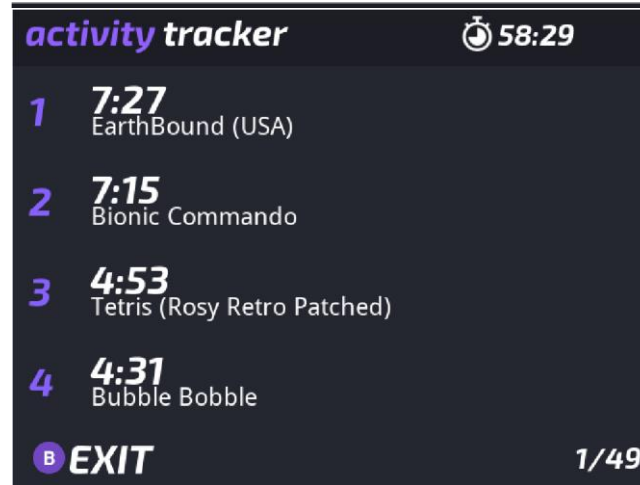 activity tracker 58:29
1 7:27
EarthBound (USA)
2 7:15
Bionic Commando
3 4:53
Tetris (Rosy Retro Patched)
4 4:31
Bubble Bobble
B EXIT 1/49